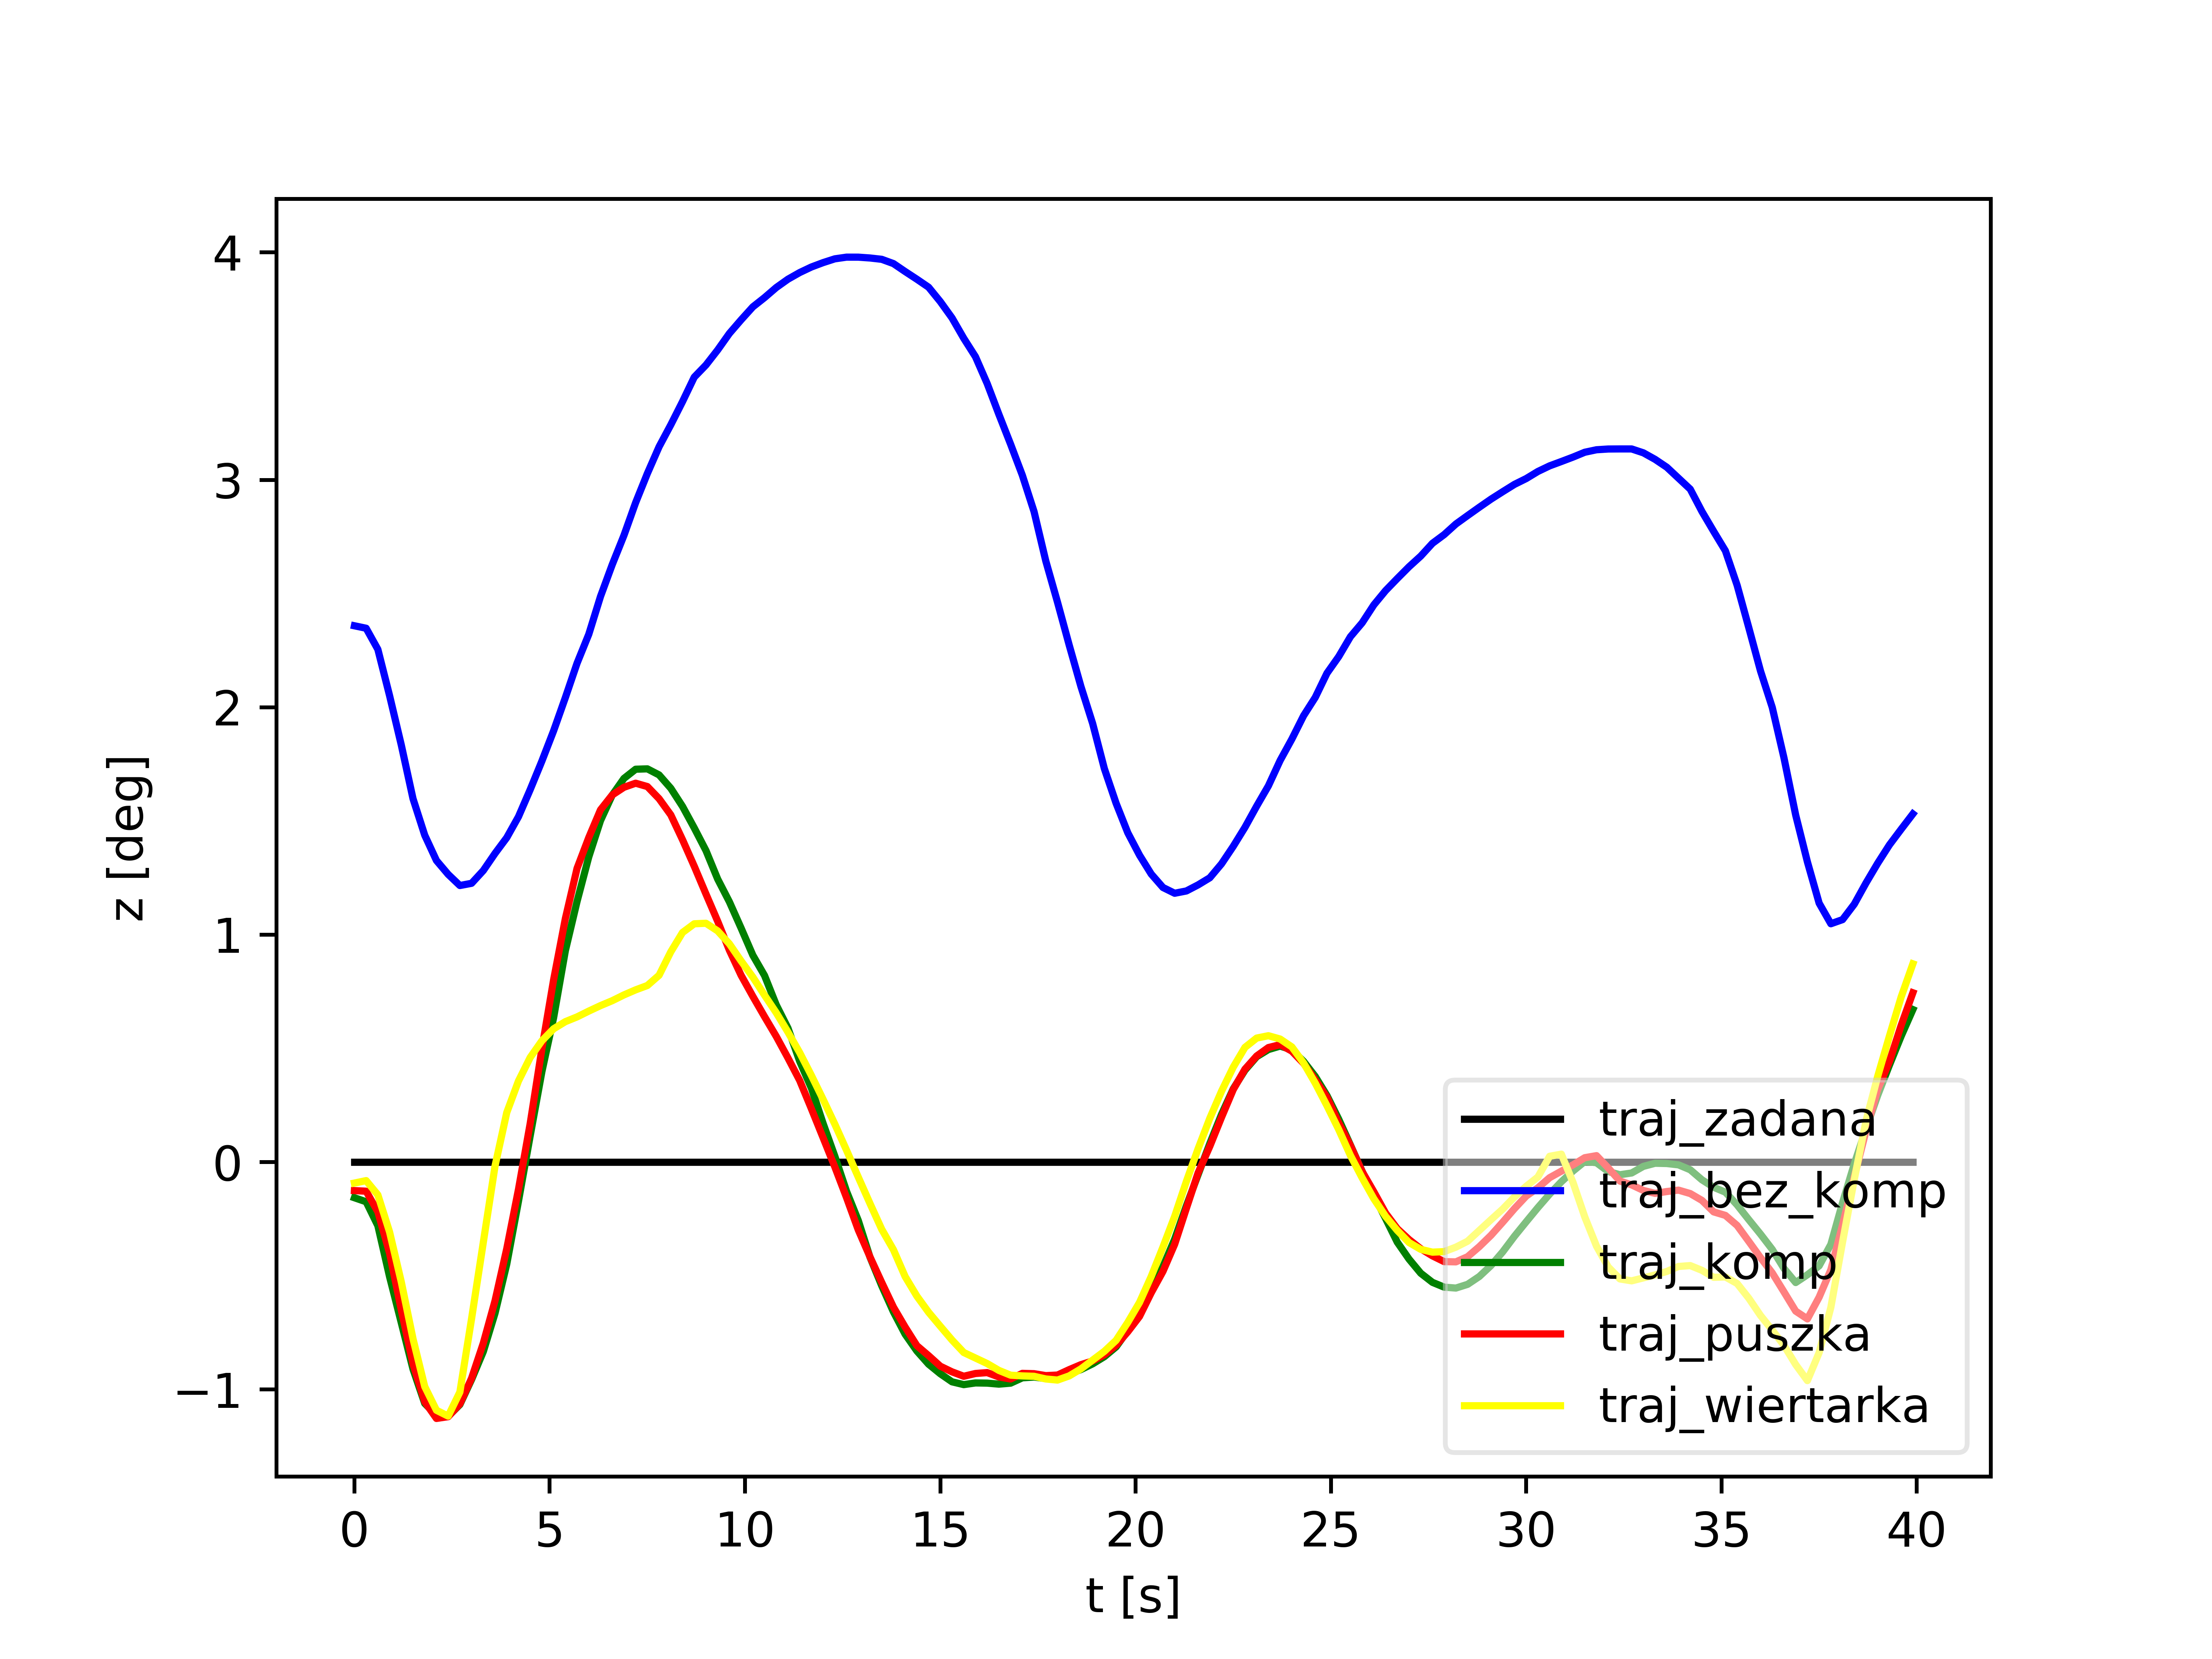 4
3
2
1
0
−1
z [deg]
traj_zadana
traj_bez_komp
traj_komp
traj_puszka
traj_wiertarka
0 5 10 15 20 25 30 35 40
t [s]